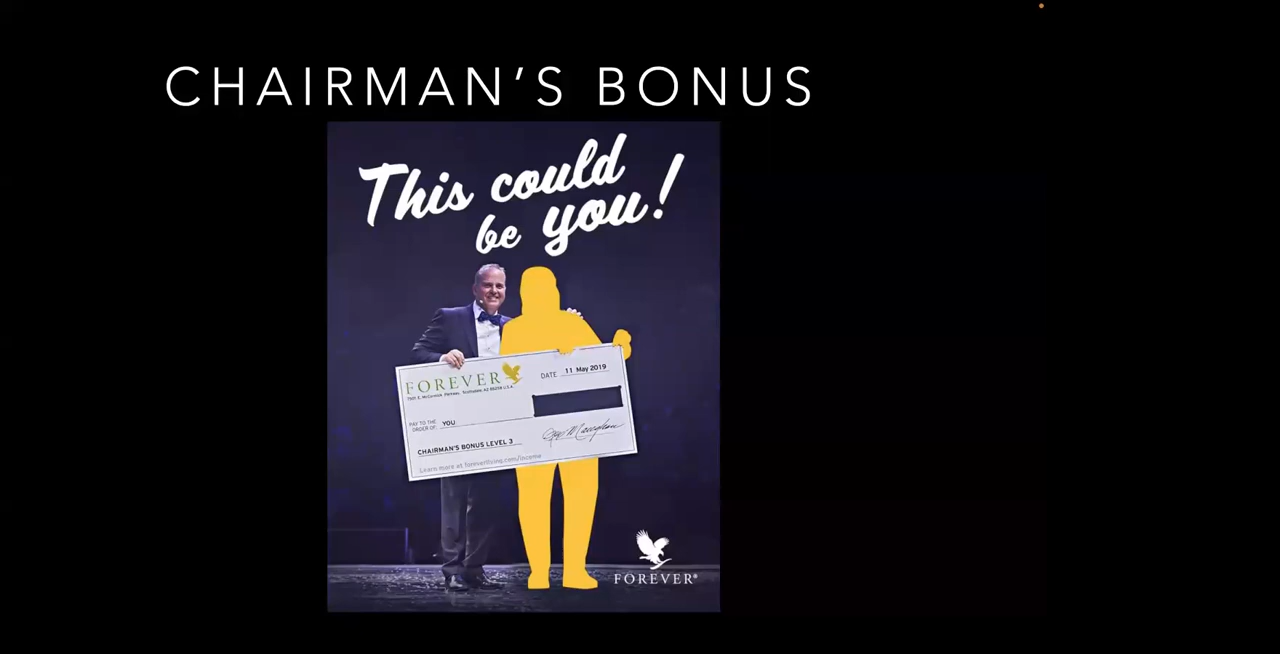 CHAIRMAN'S BONUS
This could
be you!
FOREVER
DATE 11 May 2019
PAY TO THE
ORDER OF: YOU
CHAIRMAN'S BONUS LEVEL 3
Learn more at foreverliving.com/income
FOREVER®